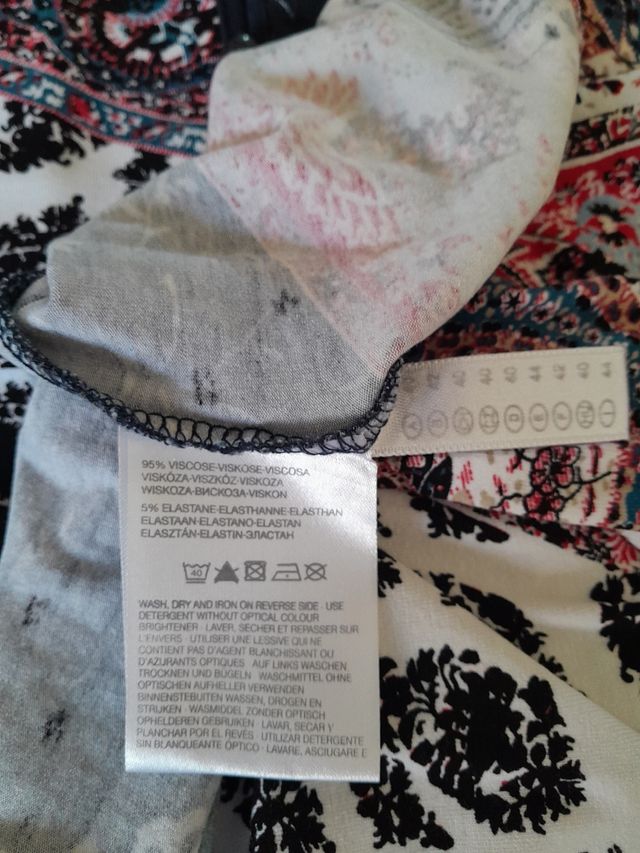 95% VISCOSE-VISKOSE-VISCOSA
VISKÓZA-VISZKÓZ-VISKOZA
WISKOZA-ВИСКОЗА-VISKON
5% ELASTANE-ELASTHANNE-ELASTHAN
ELASTAAN-ELASTANO-ELASTAN
ELASZTÁN-ELASTIN-ЭЛАСТАН
40
WASH, DRY AND IRON ON REVERSE SIDE · USE
DETERGENT WITHOUT OPTICAL COLOUR
BRIGHTENER · LAVER, SECHER ET REPASSER SUR
L'ENVERS · UTILISER UNE LESSIVE QUI NE
CONTIENT PAS D'AGENT BLANCHISSANT OU
D'AZURANTS OPTIQUES · AUF LINKS WASCHEN
TROCKNEN UND BÜGELN · WASCHMITTEL OHNE
OPTISCHEN AUFHELLER VERWENDEN
BINNENSTEBUITEN WASSEN, DROGEN EN
STRIJKEN · WASMIDDEL ZONDER OPTISCH
OPHELDEREN GEBRUIKEN · LAVAR, SECAR Y
PLANCHAR POR EL REVÉS · UTILIZAR DETERGENTE
SIN BLANQUEANTE OPTICO · LAVARE, ASCIUGARE E